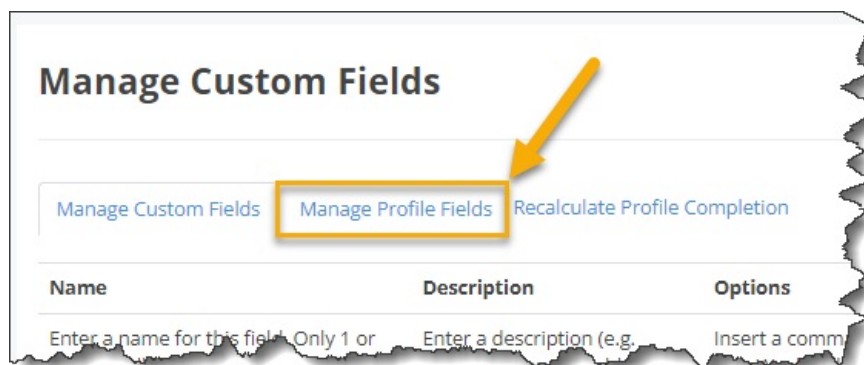 Manage Custom Fields
Manage Custom Fields Manage Profile Fields Recalculate Profile Completion
Name Description Options
Enter a name for this field. Only 1 or Enter a description (e.g. Insert a comm